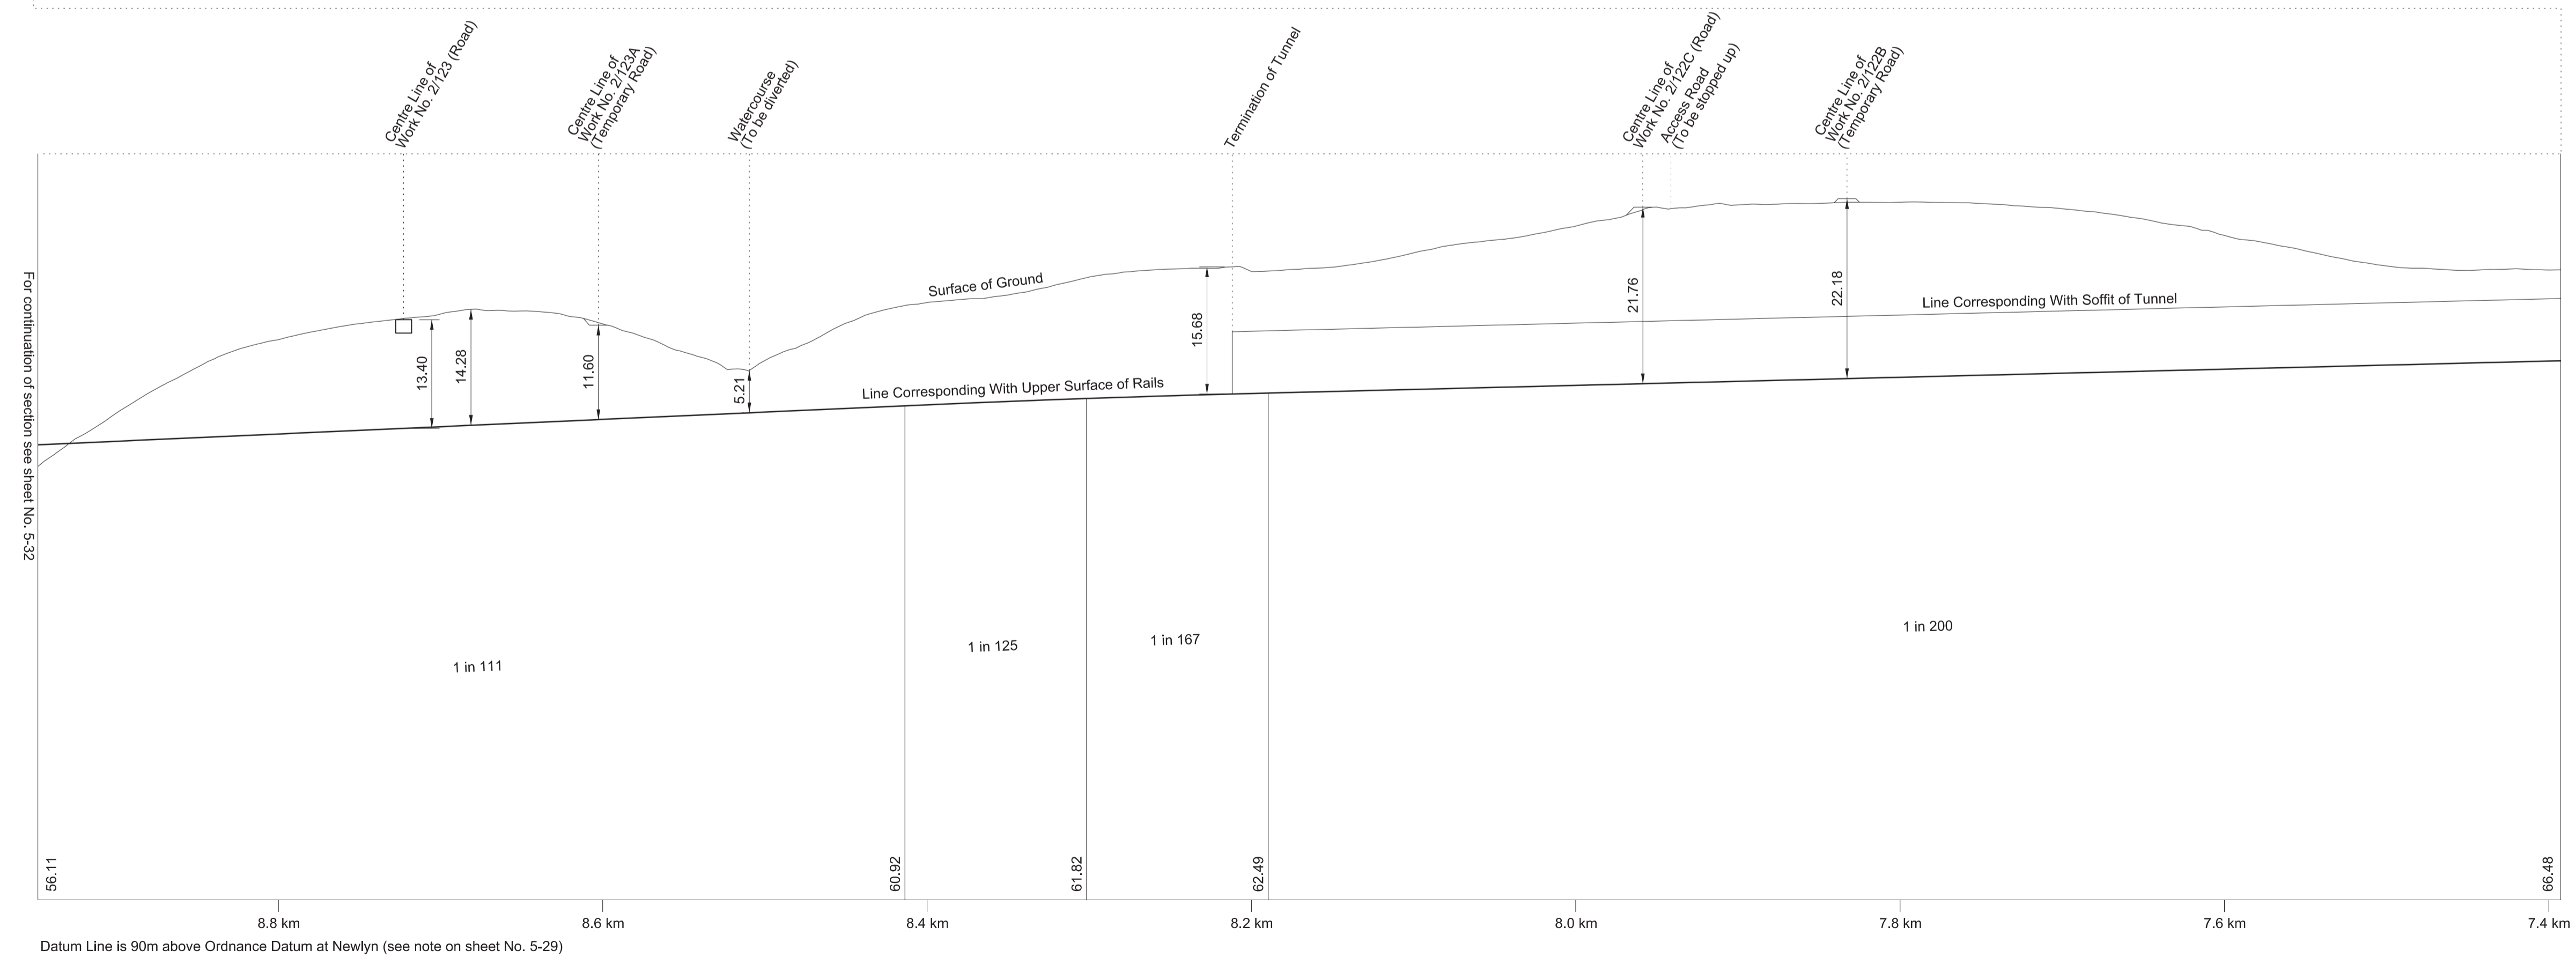 Centre Line of
Work No. 2/123 (Road)
Centre Line of
Work No. 2/123A
(Temporary Road)
Watercourse
(To be diverted)
Termination of Tunnel
Centre Line of
Work No. 2/122C (Road)
Access Road
(To be stopped up)
Centre Line of
Work No. 2/122B
(Temporary Road)
For continuation of section see sheet No. 5-32
Surface of Ground
Line Corresponding With Soffit of Tunnel
Line Corresponding With Upper Surface of Rails
13.40
14.28
11.60
5.21
15.68
21.76
22.18
1 in 111
1 in 125
1 in 167
1 in 200
56.11
60.92
61.82
62.49
66.48
8.8 km
8.6 km
8.4 km
8.2 km
8.0 km
7.8 km
7.6 km
7.4 km
Datum Line is 90m above Ordnance Datum at Newlyn (see note on sheet No. 5-29)